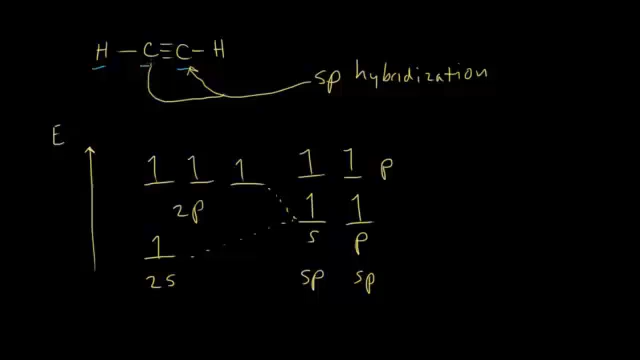 H — C ≡ C — H
sp hybridization
E
1 1 1 1 1 p
2p 1 1
1 s p
2s sp sp